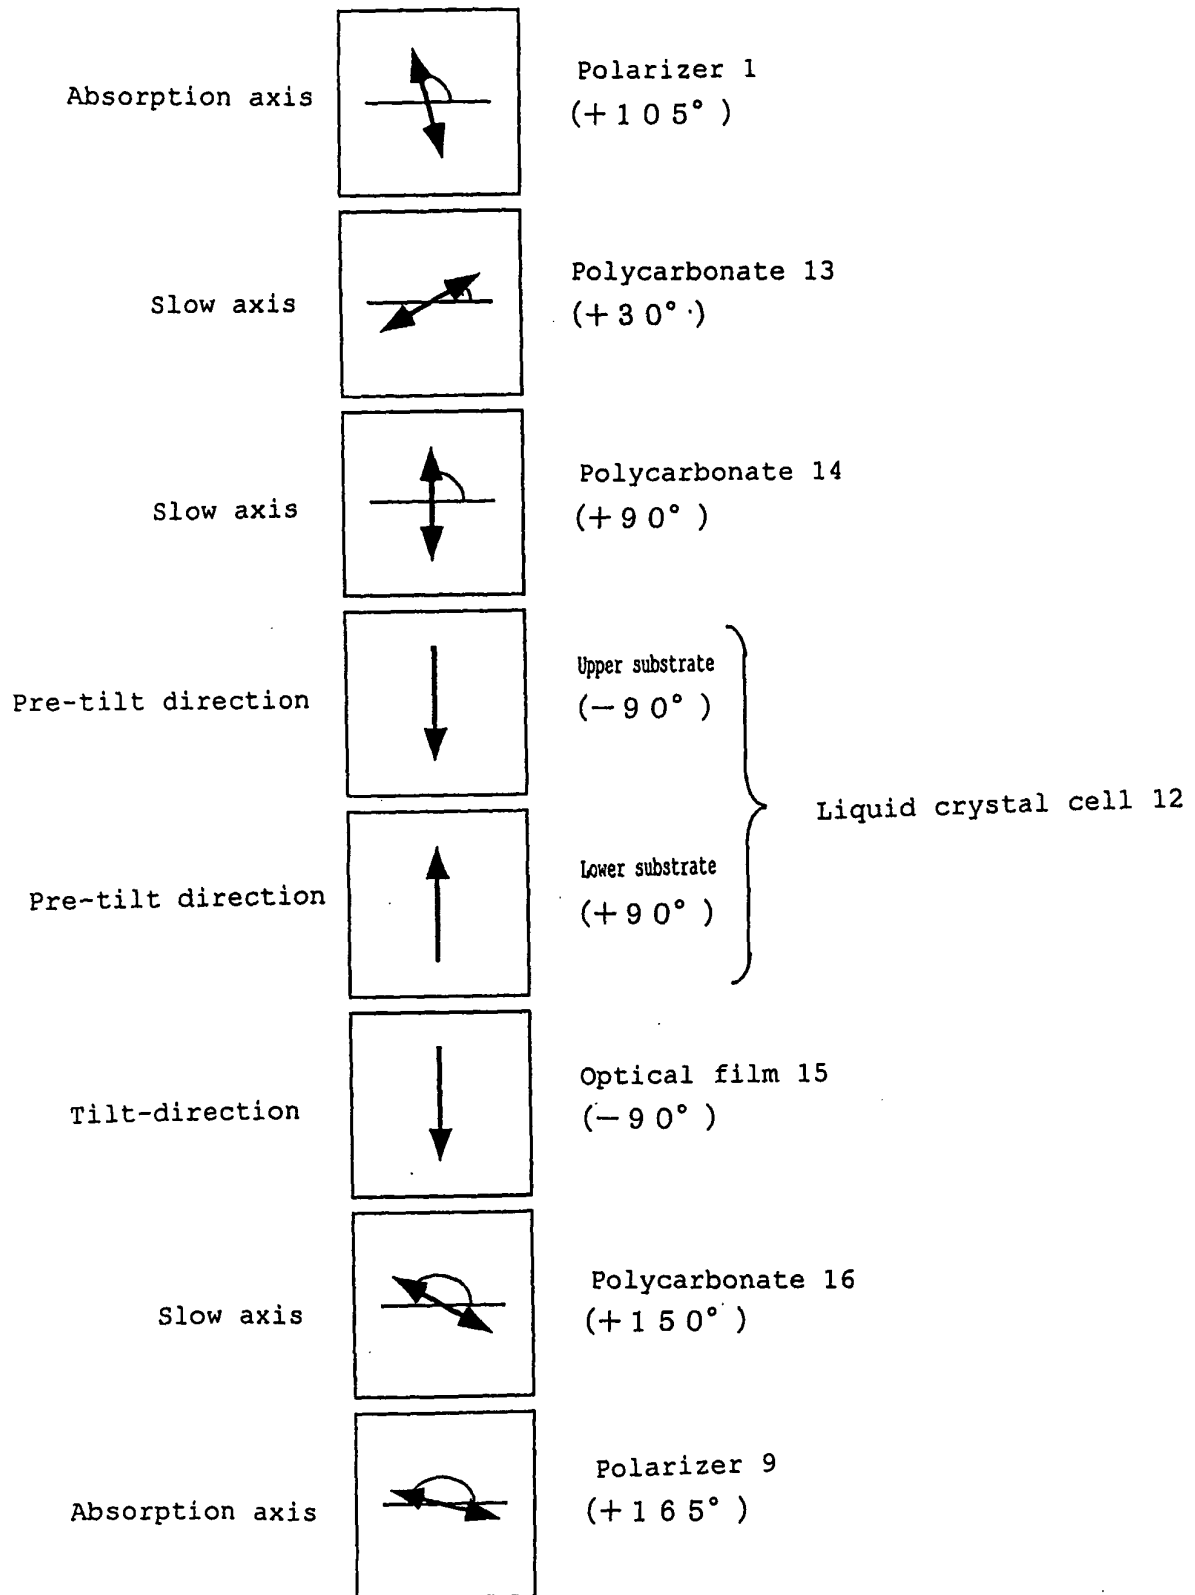 Absorption axis
Polarizer 1
(+105°)
Slow axis
Polycarbonate 13
(+30°)
Slow axis
Polycarbonate 14
(+90°)
Pre-tilt direction
Upper substrate
(−90°)
Liquid crystal cell 12
Pre-tilt direction
Lower substrate
(+90°)
Tilt-direction
Optical film 15
(−90°)
Slow axis
Polycarbonate 16
(+150°)
Absorption axis
Polarizer 9
(+165°)